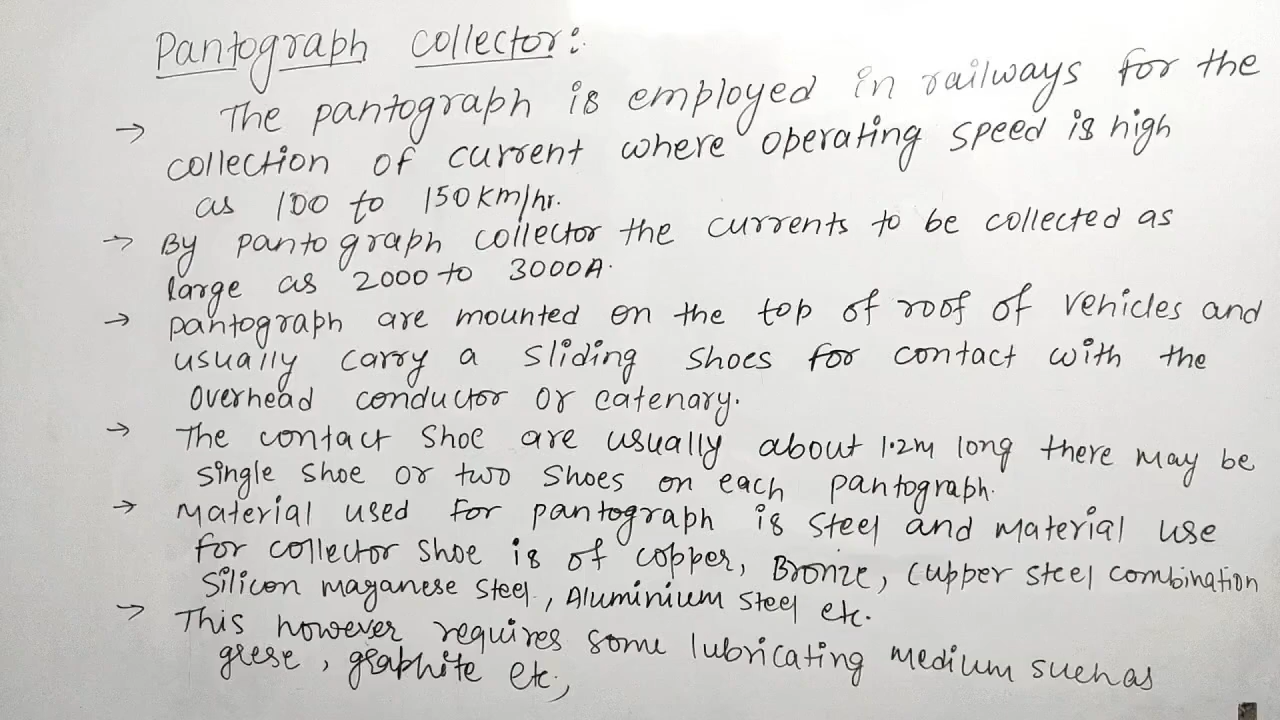 Pantograph collector:
→ The pantograph is employed in railways for the
collection of current where operating speed is high
as 100 to 150km/hr.
→ By pantograph collector the currents to be collected as
large as 2000 to 3000A.
→ pantograph are mounted on the top of roof of vehicles and
usually carry a sliding shoes for contact with the
overhead conductor or catenary.
→ The contact shoe are usually about 1.2m long there may be
single shoe or two shoes on each pantograph.
→ Material used for pantograph is steel and material use
for collector shoe is of copper, Bronze, Cupper steel combination
silicon maganese steel, Aluminium steel etc.
→ This however requires some lubricating medium such as
grese, graphite etc,